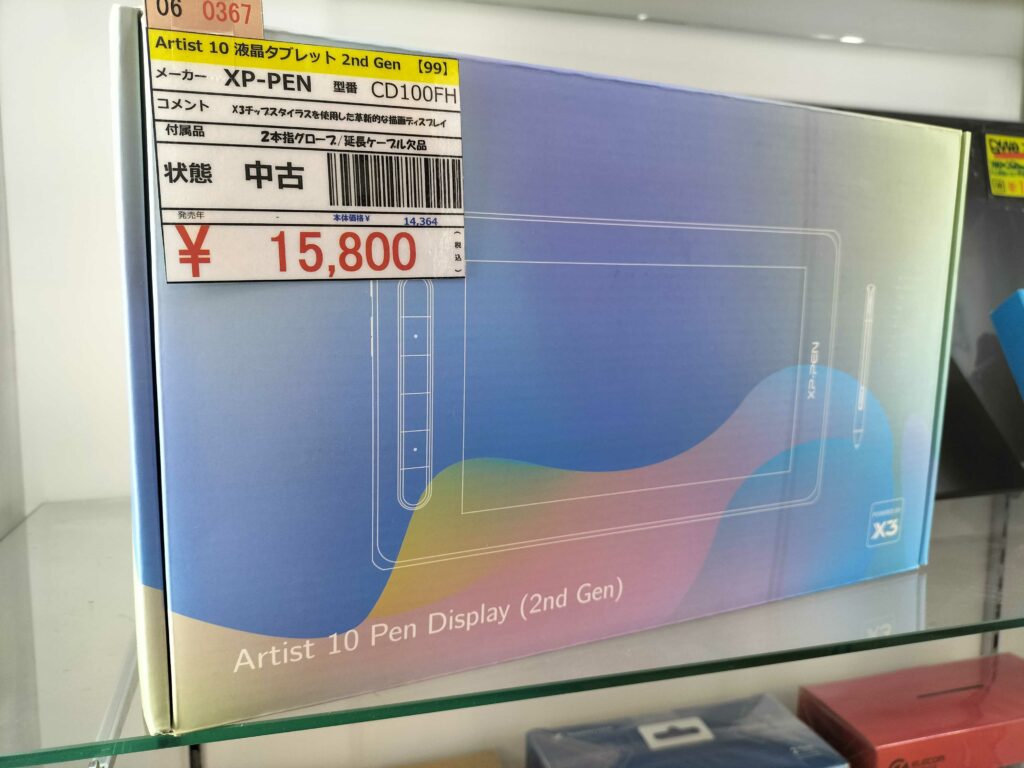 06 0367
Artist 10 液晶タブレット 2nd Gen 【99】
メーカー XP-PEN 型番 CD100FH
コメント X3チップスタイラスを使用した革新的な描画ディスプレイ
付属品 2本指グローブ/延長ケーブル欠品
状態 中古
発売年 - 本体価格¥ 14,364
¥ 15,800 (税込)
XP-PEN
POWERED BY
X3
Artist 10 Pen Display (2nd Gen)
ELECOM